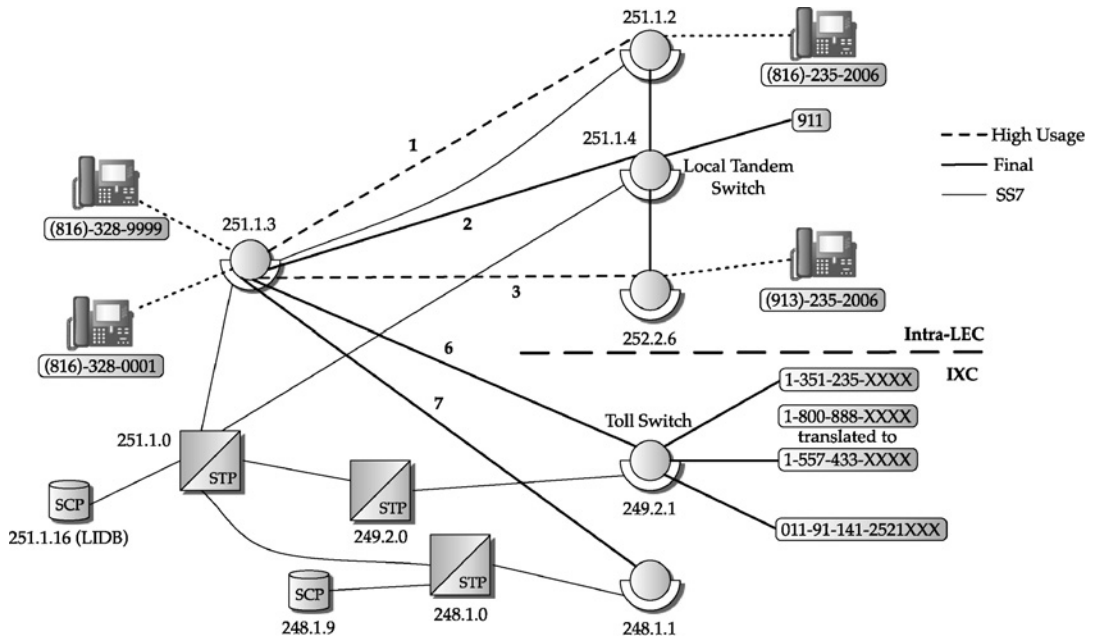 251.1.2
(816)-235-2006
911
251.1.4
1
High Usage
Local Tandem
Switch
Final
SS7
(816)-328-9999
251.1.3
2
3
(913)-235-2006
(816)-328-0001
252.2.6
Intra-LEC
IXC
6
1-351-235-XXXX
7
Toll Switch
1-800-888-XXXX
translated to
1-557-433-XXXX
251.1.0
STP
STP
SCP
249.2.1
251.1.16 (LIDB)
249.2.0
011-91-141-2521XXX
STP
SCP
248.1.9
248.1.0
248.1.1